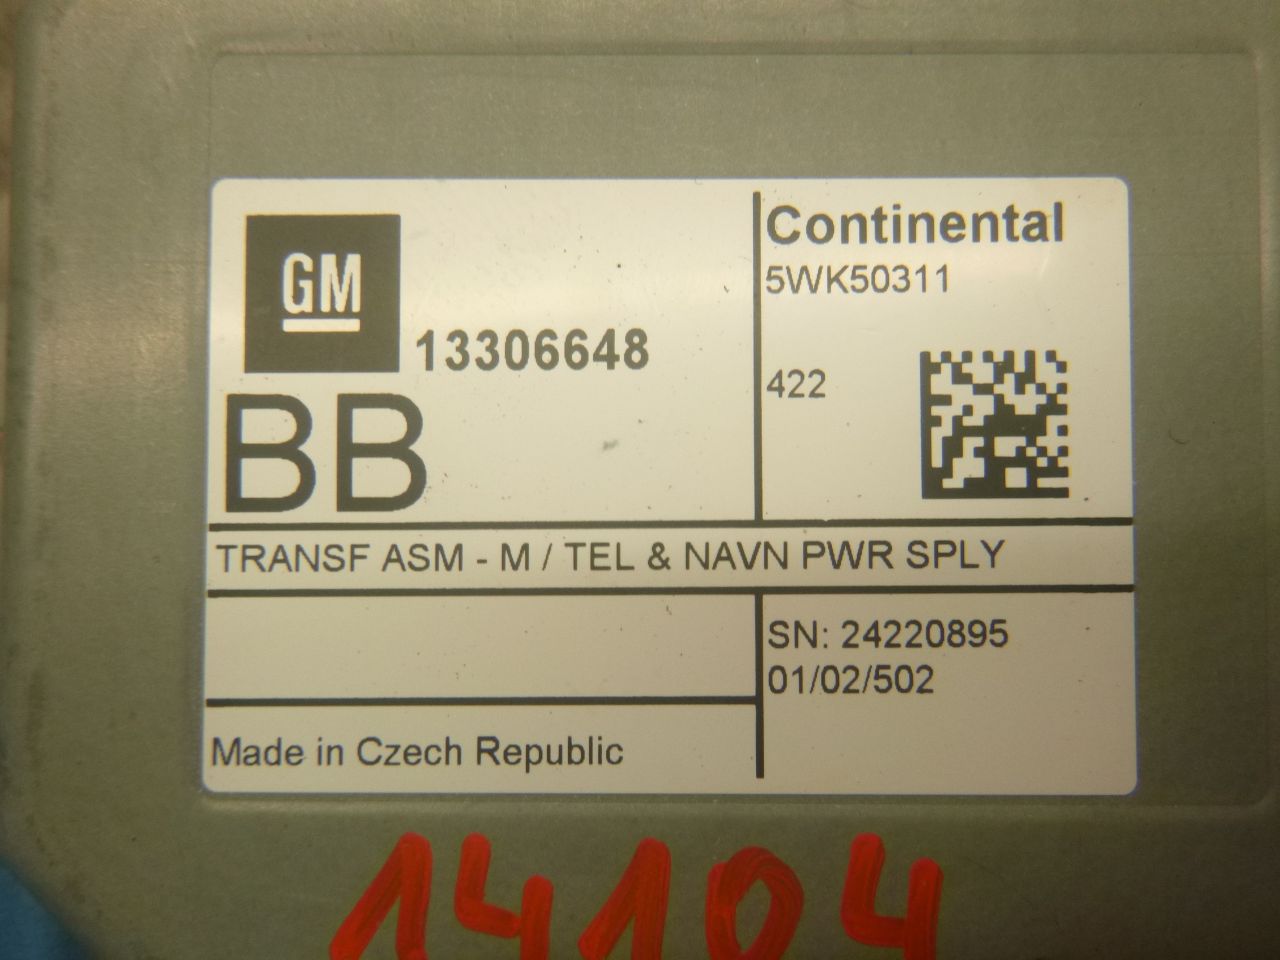 GM
13306648
BB
Continental
5WK50311
422
TRANSF ASM - M / TEL & NAVN PWR SPLY
SN: 24220895
01/02/502
Made in Czech Republic
14104